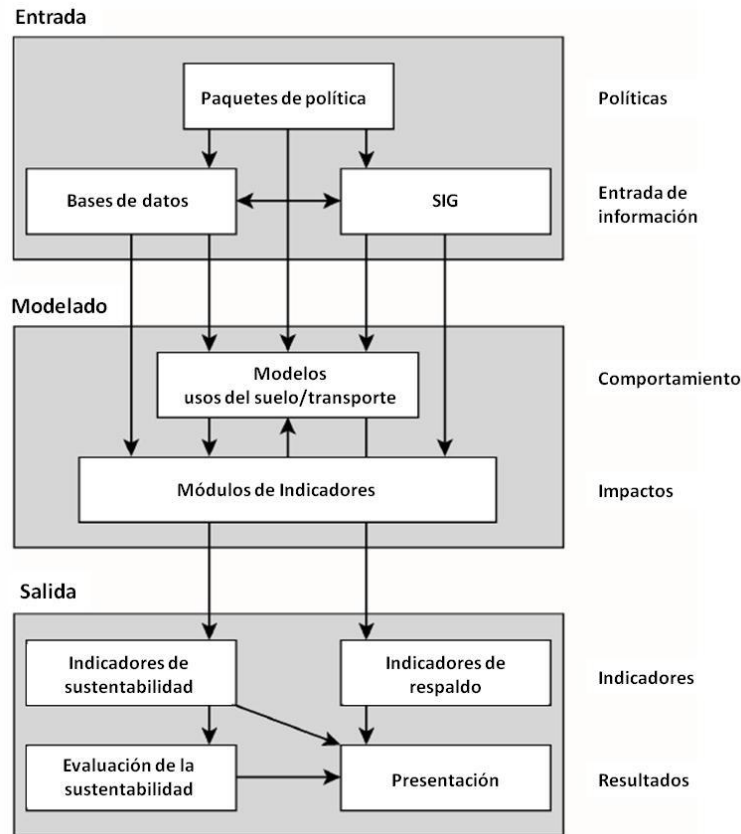 Entrada
Paquetes de política
Políticas
Bases de datos
SIG
Entrada de
información
Modelado
Modelos
usos del suelo/transporte
Comportamiento
Módulos de Indicadores
Impactos
Salida
Indicadores de
sustentabilidad
Indicadores de
respaldo
Indicadores
Evaluación de la
sustentabilidad
Presentación
Resultados